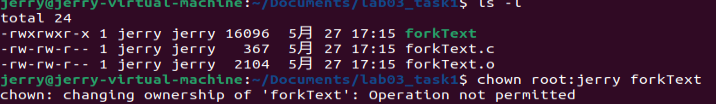 jerry@jerry-virtual-machine:~/Documents/lab03_task1$ ls -l
total 24
-rwxrwxr-x 1 jerry jerry 16096  5月 27 17:15 forkText
-rw-rw-r-- 1 jerry jerry   367  5月 27 17:15 forkText.c
-rw-rw-r-- 1 jerry jerry  2104  5月 27 17:15 forkText.o
jerry@jerry-virtual-machine:~/Documents/lab03_task1$ chown root:jerry forkText
chown: changing ownership of 'forkText': Operation not permitted